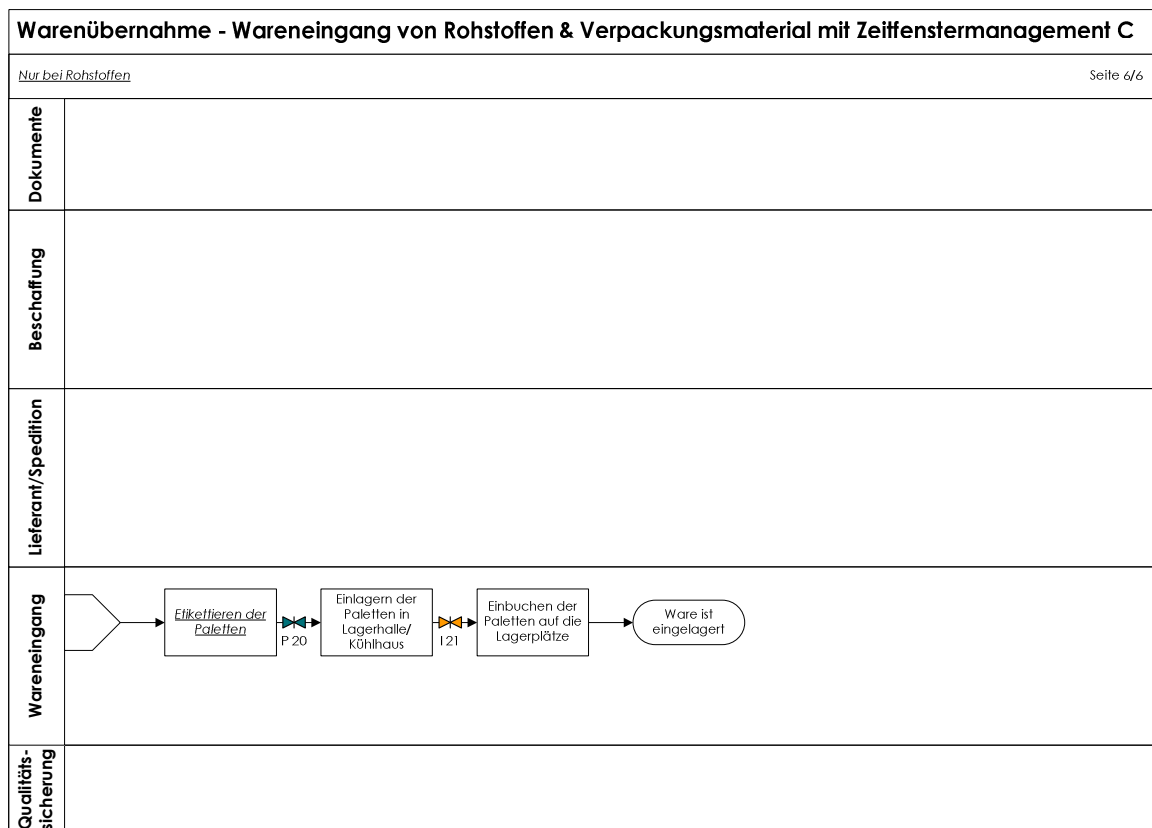 Warenübernahme - Wareneingang von Rohstoffen & Verpackungsmaterial mit Zeitfenstermanagement C
Nur bei Rohstoffen
Seite 6/6
Dokumente
Beschaffung
Lieferant/Spedition
Wareneingang
Etikettieren der
Paletten
P 20
Einlagern der
Paletten in
Lagerhalle/
Kühlhaus
I 21
Einbuchen der
Paletten auf die
Lagerplätze
Ware ist
eingelagert
Qualitäts-
sicherung